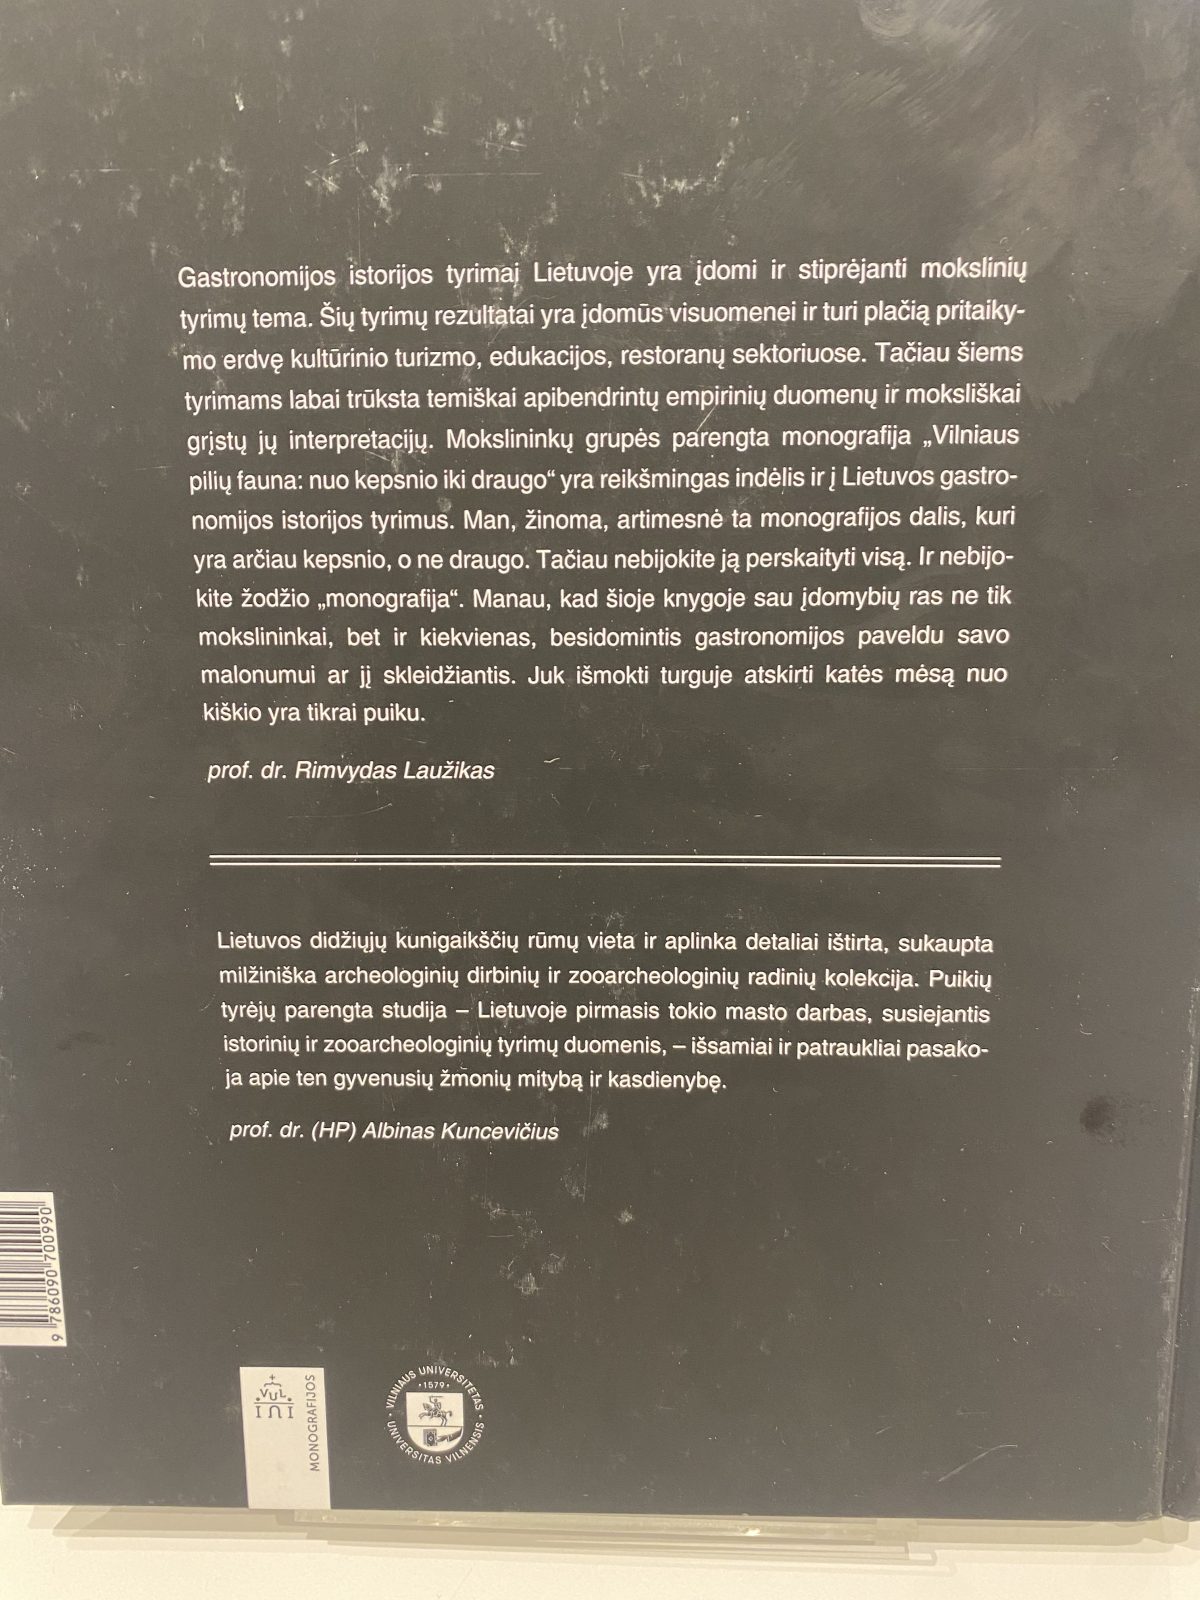 Gastronomijos istorijos tyrimai Lietuvoje yra įdomi ir stiprėjanti mokslinių
tyrimų tema. Šių tyrimų rezultatai yra įdomūs visuomenei ir turi plačią pritaiky-
mo erdvę kultūrinio turizmo, edukacijos, restoranų sektoriuose. Tačiau šiems
tyrimams labai trūksta temiškai apibendrintų empirinių duomenų ir moksliškai
grįstų jų interpretacijų. Mokslininkų grupės parengta monografija „Vilniaus
pilių fauna: nuo kepsnio iki draugo“ yra reikšmingas indėlis ir į Lietuvos gastro-
nomijos istorijos tyrimus. Man, žinoma, artimesnė ta monografijos dalis, kuri
yra arčiau kepsnio, o ne draugo. Tačiau nebijokite ją perskaityti visą. Ir nebijo-
kite žodžio „monografija“. Manau, kad šioje knygoje sau įdomybių ras ne tik
mokslininkai, bet ir kiekvienas, besidomintis gastronomijos paveldu savo
malonumui ar jį skleidžiantis. Juk išmokti turguje atskirti katės mėsą nuo
kiškio yra tikrai puiku.
prof. dr. Rimvydas Laužikas
Lietuvos didžiųjų kunigaikščių rūmų vieta ir aplinka detaliai ištirta, sukaupta
milžiniška archeologinių dirbinių ir zooarcheologinių radinių kolekcija. Puikių
tyrėjų parengta studija – Lietuvoje pirmasis tokio masto darbas, susiejantis
istorinių ir zooarcheologinių tyrimų duomenis, – išsamiai ir patraukliai pasako-
ja apie ten gyvenusių žmonių mitybą ir kasdienybę.
prof. dr. (HP) Albinas Kuncevičius
9 786090 700990
VUL
MONOGRAFIJOS
VILNIAUS UNIVERSITETAS
1579
UNIVERSITAS VILNENSIS